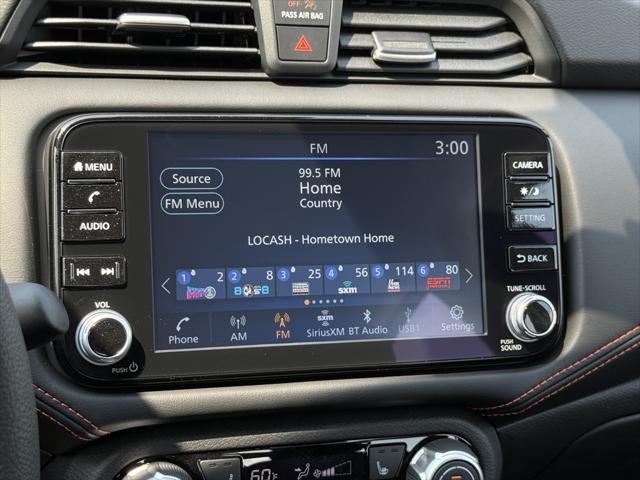 OFF
PASS AIR BAG
FM
3:00
MENU
AUDIO
VOL
PUSH
Source
FM Menu
99.5 FM
Home
Country
LOCASH - Hometown Home
1 2
2 8
3 25
4 56
5 114
6 80
sxm
Phone
AM
FM
sxm
SiriusXM
BT Audio
USB1
Settings
CAMERA
SETTING
BACK
TUNE·SCROLL
PUSH
SOUND
60°F